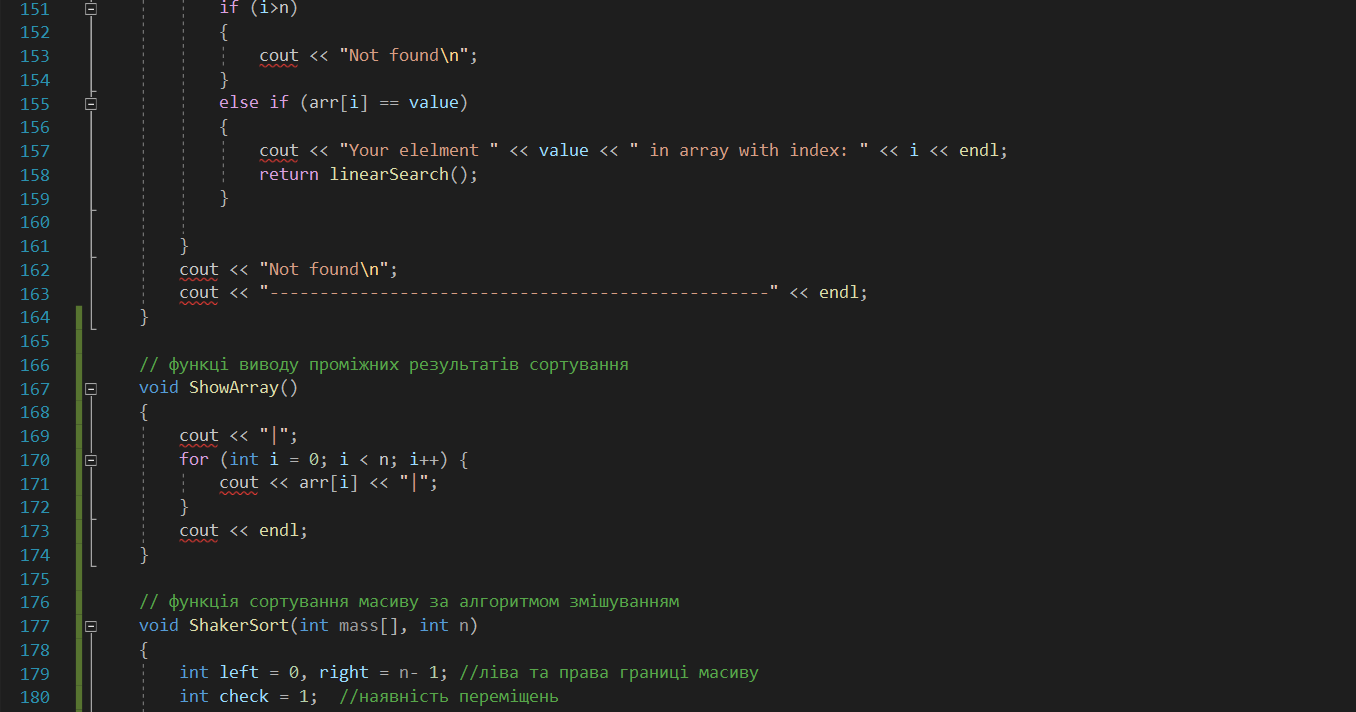 151 if (i>n)
152 {
153 cout << "Not found\n";
154 }
155 else if (arr[i] == value)
156 {
157 cout << "Your elelment " << value << " in array with index: " << i << endl;
158 return linearSearch();
159 }
160
161 }
162 cout << "Not found\n";
163 cout << "--------------------------------------------------" << endl;
164 }
165
166 // функці виводу проміжних результатів сортування
167 void ShowArray()
168 {
169 cout << "|";
170 for (int i = 0; i < n; i++) {
171 cout << arr[i] << "|";
172 }
173 cout << endl;
174 }
175
176 // функція сортування масиву за алгоритмом змішуванням
177 void ShakerSort(int mass[], int n)
178 {
179 int left = 0, right = n- 1; //ліва та права границі масиву
180 int check = 1;  //наявність переміщень